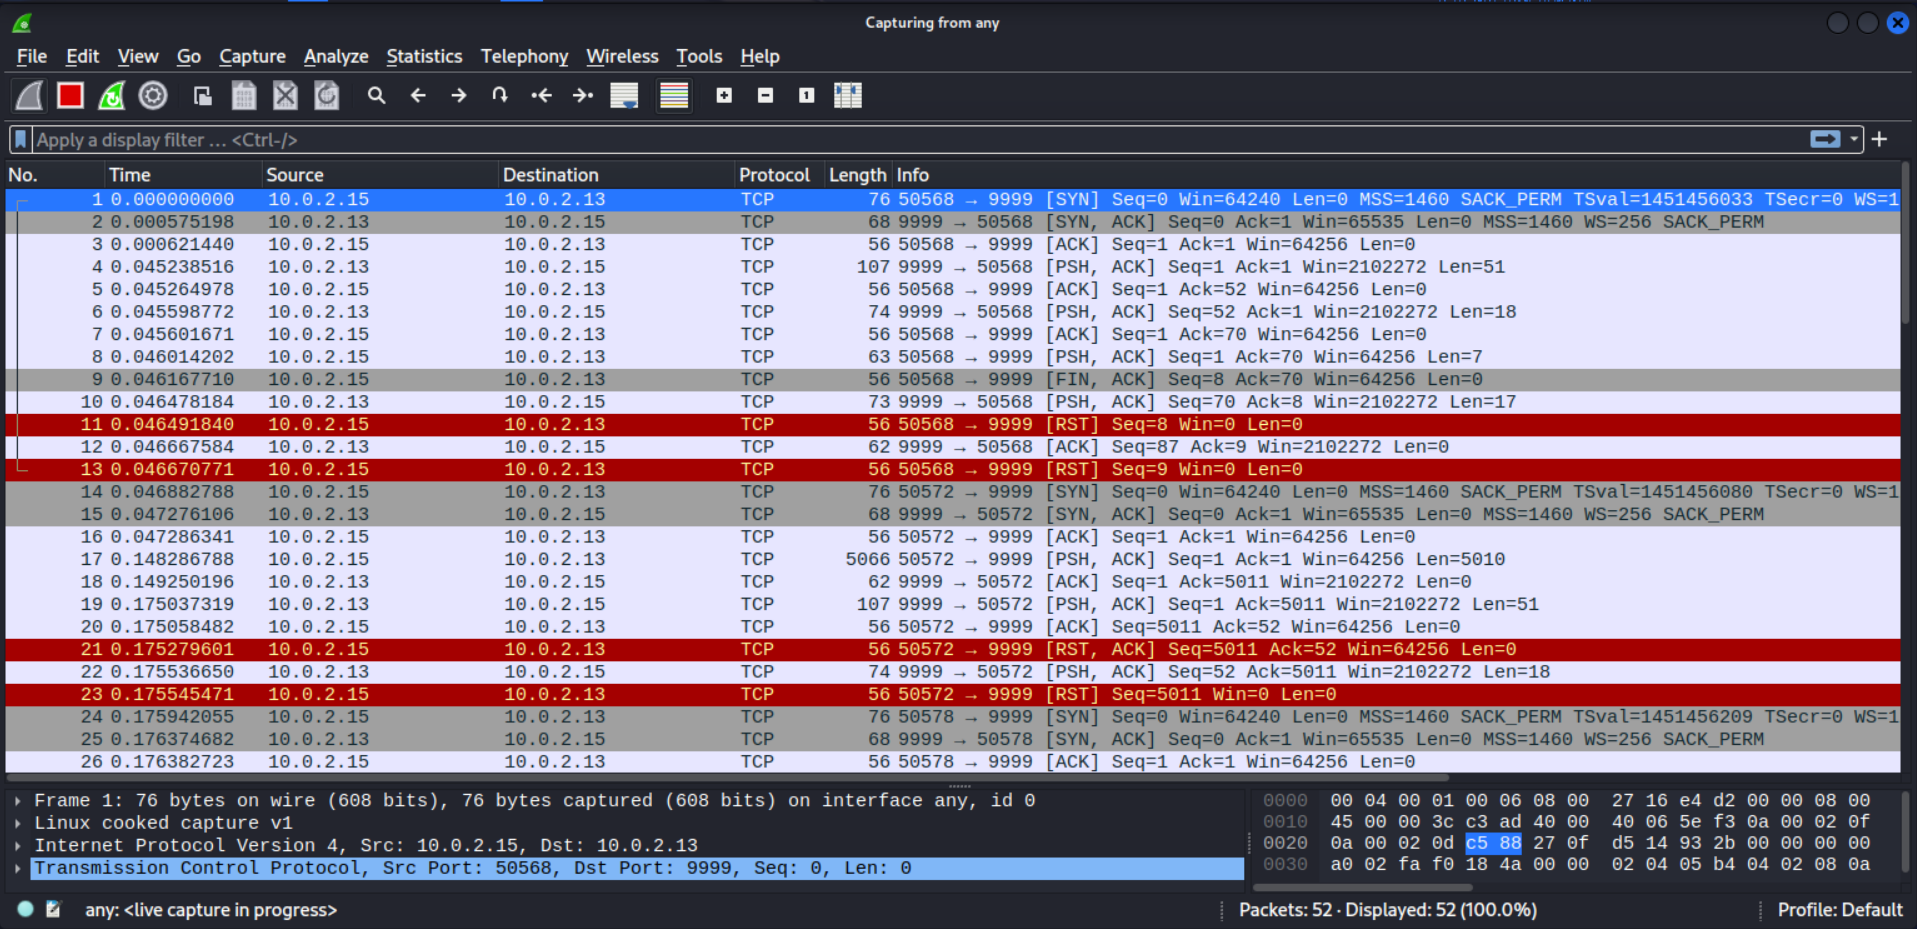 Capturing from any
File Edit View Go Capture Analyze Statistics Telephony Wireless Tools Help
Apply a display filter … <Ctrl-/>
No. Time Source Destination Protocol Length Info
1 0.000000000 10.0.2.15 10.0.2.13 TCP 76 50568 → 9999 [SYN] Seq=0 Win=64240 Len=0 MSS=1460 SACK_PERM TSval=1451456033 TSecr=0 WS=1
2 0.000575198 10.0.2.13 10.0.2.15 TCP 68 9999 → 50568 [SYN, ACK] Seq=0 Ack=1 Win=65535 Len=0 MSS=1460 WS=256 SACK_PERM
3 0.000621440 10.0.2.15 10.0.2.13 TCP 56 50568 → 9999 [ACK] Seq=1 Ack=1 Win=64256 Len=0
4 0.045238516 10.0.2.13 10.0.2.15 TCP 107 9999 → 50568 [PSH, ACK] Seq=1 Ack=1 Win=2102272 Len=51
5 0.045264978 10.0.2.15 10.0.2.13 TCP 56 50568 → 9999 [ACK] Seq=1 Ack=52 Win=64256 Len=0
6 0.045598772 10.0.2.13 10.0.2.15 TCP 74 9999 → 50568 [PSH, ACK] Seq=52 Ack=1 Win=2102272 Len=18
7 0.045601671 10.0.2.15 10.0.2.13 TCP 56 50568 → 9999 [ACK] Seq=1 Ack=70 Win=64256 Len=0
8 0.046014202 10.0.2.15 10.0.2.13 TCP 63 50568 → 9999 [PSH, ACK] Seq=1 Ack=70 Win=64256 Len=7
9 0.046167710 10.0.2.15 10.0.2.13 TCP 56 50568 → 9999 [FIN, ACK] Seq=8 Ack=70 Win=64256 Len=0
10 0.046478184 10.0.2.13 10.0.2.15 TCP 73 9999 → 50568 [PSH, ACK] Seq=70 Ack=8 Win=2102272 Len=17
11 0.046491840 10.0.2.15 10.0.2.13 TCP 56 50568 → 9999 [RST] Seq=8 Win=0 Len=0
12 0.046667584 10.0.2.13 10.0.2.15 TCP 62 9999 → 50568 [ACK] Seq=87 Ack=9 Win=2102272 Len=0
13 0.046670771 10.0.2.15 10.0.2.13 TCP 56 50568 → 9999 [RST] Seq=9 Win=0 Len=0
14 0.046882788 10.0.2.15 10.0.2.13 TCP 76 50572 → 9999 [SYN] Seq=0 Win=64240 Len=0 MSS=1460 SACK_PERM TSval=1451456080 TSecr=0 WS=1
15 0.047276106 10.0.2.13 10.0.2.15 TCP 68 9999 → 50572 [SYN, ACK] Seq=0 Ack=1 Win=65535 Len=0 MSS=1460 WS=256 SACK_PERM
16 0.047286341 10.0.2.15 10.0.2.13 TCP 56 50572 → 9999 [ACK] Seq=1 Ack=1 Win=64256 Len=0
17 0.148286788 10.0.2.15 10.0.2.13 TCP 5066 50572 → 9999 [PSH, ACK] Seq=1 Ack=1 Win=64256 Len=5010
18 0.149250196 10.0.2.13 10.0.2.15 TCP 62 9999 → 50572 [ACK] Seq=1 Ack=5011 Win=2102272 Len=0
19 0.175037319 10.0.2.13 10.0.2.15 TCP 107 9999 → 50572 [PSH, ACK] Seq=1 Ack=5011 Win=2102272 Len=51
20 0.175058482 10.0.2.15 10.0.2.13 TCP 56 50572 → 9999 [ACK] Seq=5011 Ack=52 Win=64256 Len=0
21 0.175279601 10.0.2.15 10.0.2.13 TCP 56 50572 → 9999 [RST, ACK] Seq=5011 Ack=52 Win=64256 Len=0
22 0.175536650 10.0.2.13 10.0.2.15 TCP 74 9999 → 50572 [PSH, ACK] Seq=52 Ack=5011 Win=2102272 Len=18
23 0.175545471 10.0.2.15 10.0.2.13 TCP 56 50572 → 9999 [RST] Seq=5011 Win=0 Len=0
24 0.175942055 10.0.2.15 10.0.2.13 TCP 76 50578 → 9999 [SYN] Seq=0 Win=64240 Len=0 MSS=1460 SACK_PERM TSval=1451456209 TSecr=0 WS=1
25 0.176374682 10.0.2.13 10.0.2.15 TCP 68 9999 → 50578 [SYN, ACK] Seq=0 Ack=1 Win=65535 Len=0 MSS=1460 WS=256 SACK_PERM
26 0.176382723 10.0.2.15 10.0.2.13 TCP 56 50578 → 9999 [ACK] Seq=1 Ack=1 Win=64256 Len=0
Frame 1: 76 bytes on wire (608 bits), 76 bytes captured (608 bits) on interface any, id 0
Linux cooked capture v1
Internet Protocol Version 4, Src: 10.0.2.15, Dst: 10.0.2.13
Transmission Control Protocol, Src Port: 50568, Dst Port: 9999, Seq: 0, Len: 0
0000 00 04 00 01 00 06 08 00 27 16 e4 d2 00 00 08 00
0010 45 00 00 3c c3 ad 40 00 40 06 5e f3 0a 00 02 0f
0020 0a 00 02 0d c5 88 27 0f d5 14 93 2b 00 00 00 00
0030 a0 02 fa f0 18 4a 00 00 02 04 05 b4 04 02 08 0a
any: <live capture in progress>
Packets: 52 · Displayed: 52 (100.0%)
Profile: Default